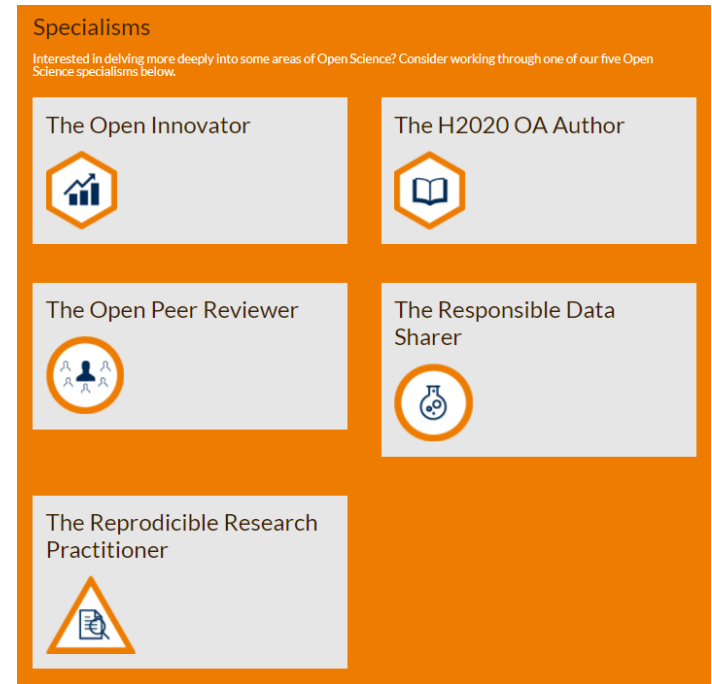 Specialisms
Interested in delving more deeply into some areas of Open Science? Consider working through one of our five Open
Science specialisms below.
The Open Innovator
The H2020 OA Author
The Open Peer Reviewer
The Responsible Data
Sharer
The Reprodicible Research
Practitioner